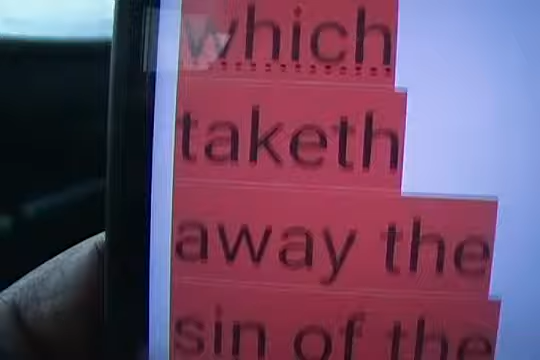 which
taketh
away the
sin of the